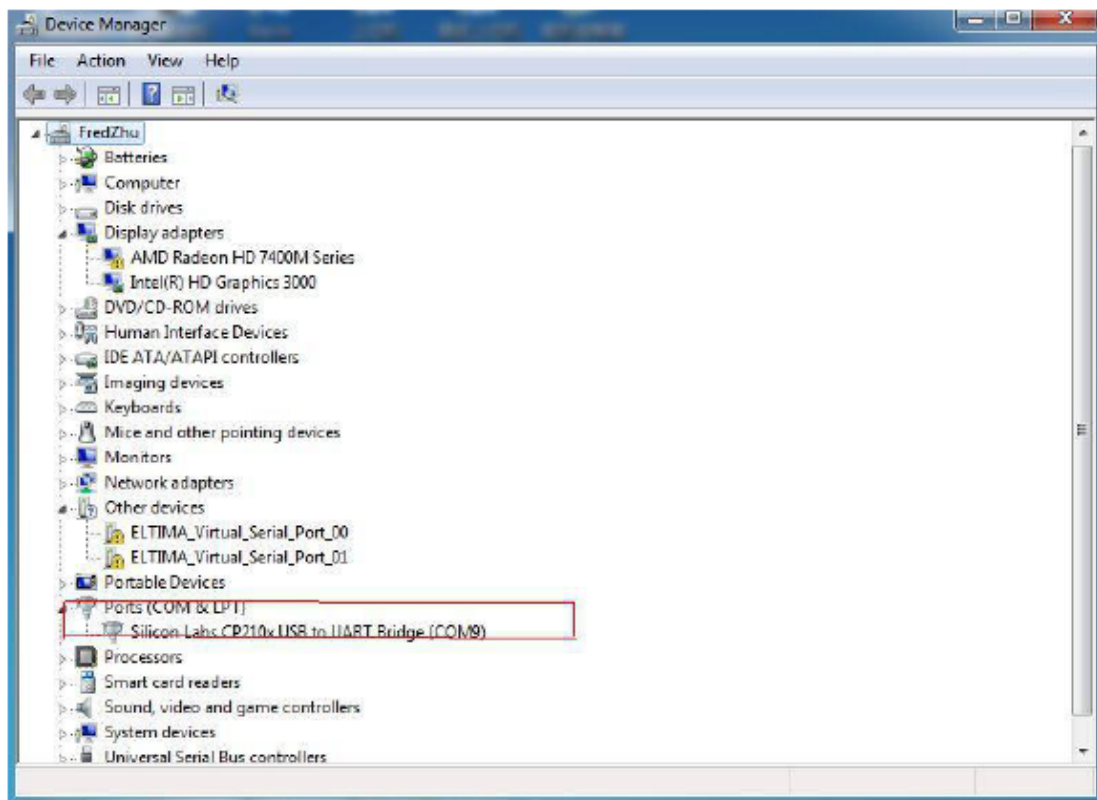 Device Manager
File Action View Help
FredZhu
Batteries
Computer
Disk drives
Display adapters
AMD Radeon HD 7400M Series
Intel(R) HD Graphics 3000
DVD/CD-ROM drives
Human Interface Devices
IDE ATA/ATAPI controllers
Imaging devices
Keyboards
Mice and other pointing devices
Monitors
Network adapters
Other devices
ELTIMA_Virtual_Serial_Port_00
ELTIMA_Virtual_Serial_Port_01
Portable Devices
Ports (COM & LPT)
Silicon Labs CP210x USB to UART Bridge (COM9)
Processors
Smart card readers
Sound, video and game controllers
System devices
Universal Serial Bus controllers